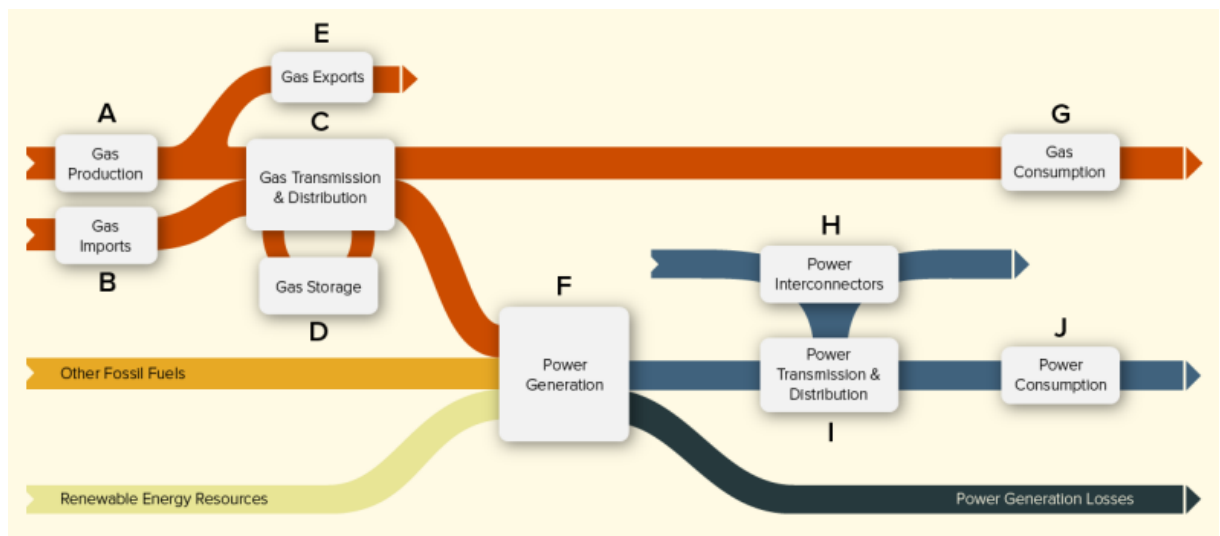 E
Gas Exports
A
C
G
Gas
Production
Gas Transmission
& Distribution
Gas
Consumption
Gas
Imports
B
H
Power
Interconnectors
Gas Storage
D
F
Power
Generation
J
Other Fossil Fuels
Power
Transmission &
Distribution
I
Power
Consumption
Renewable Energy Resources
Power Generation Losses